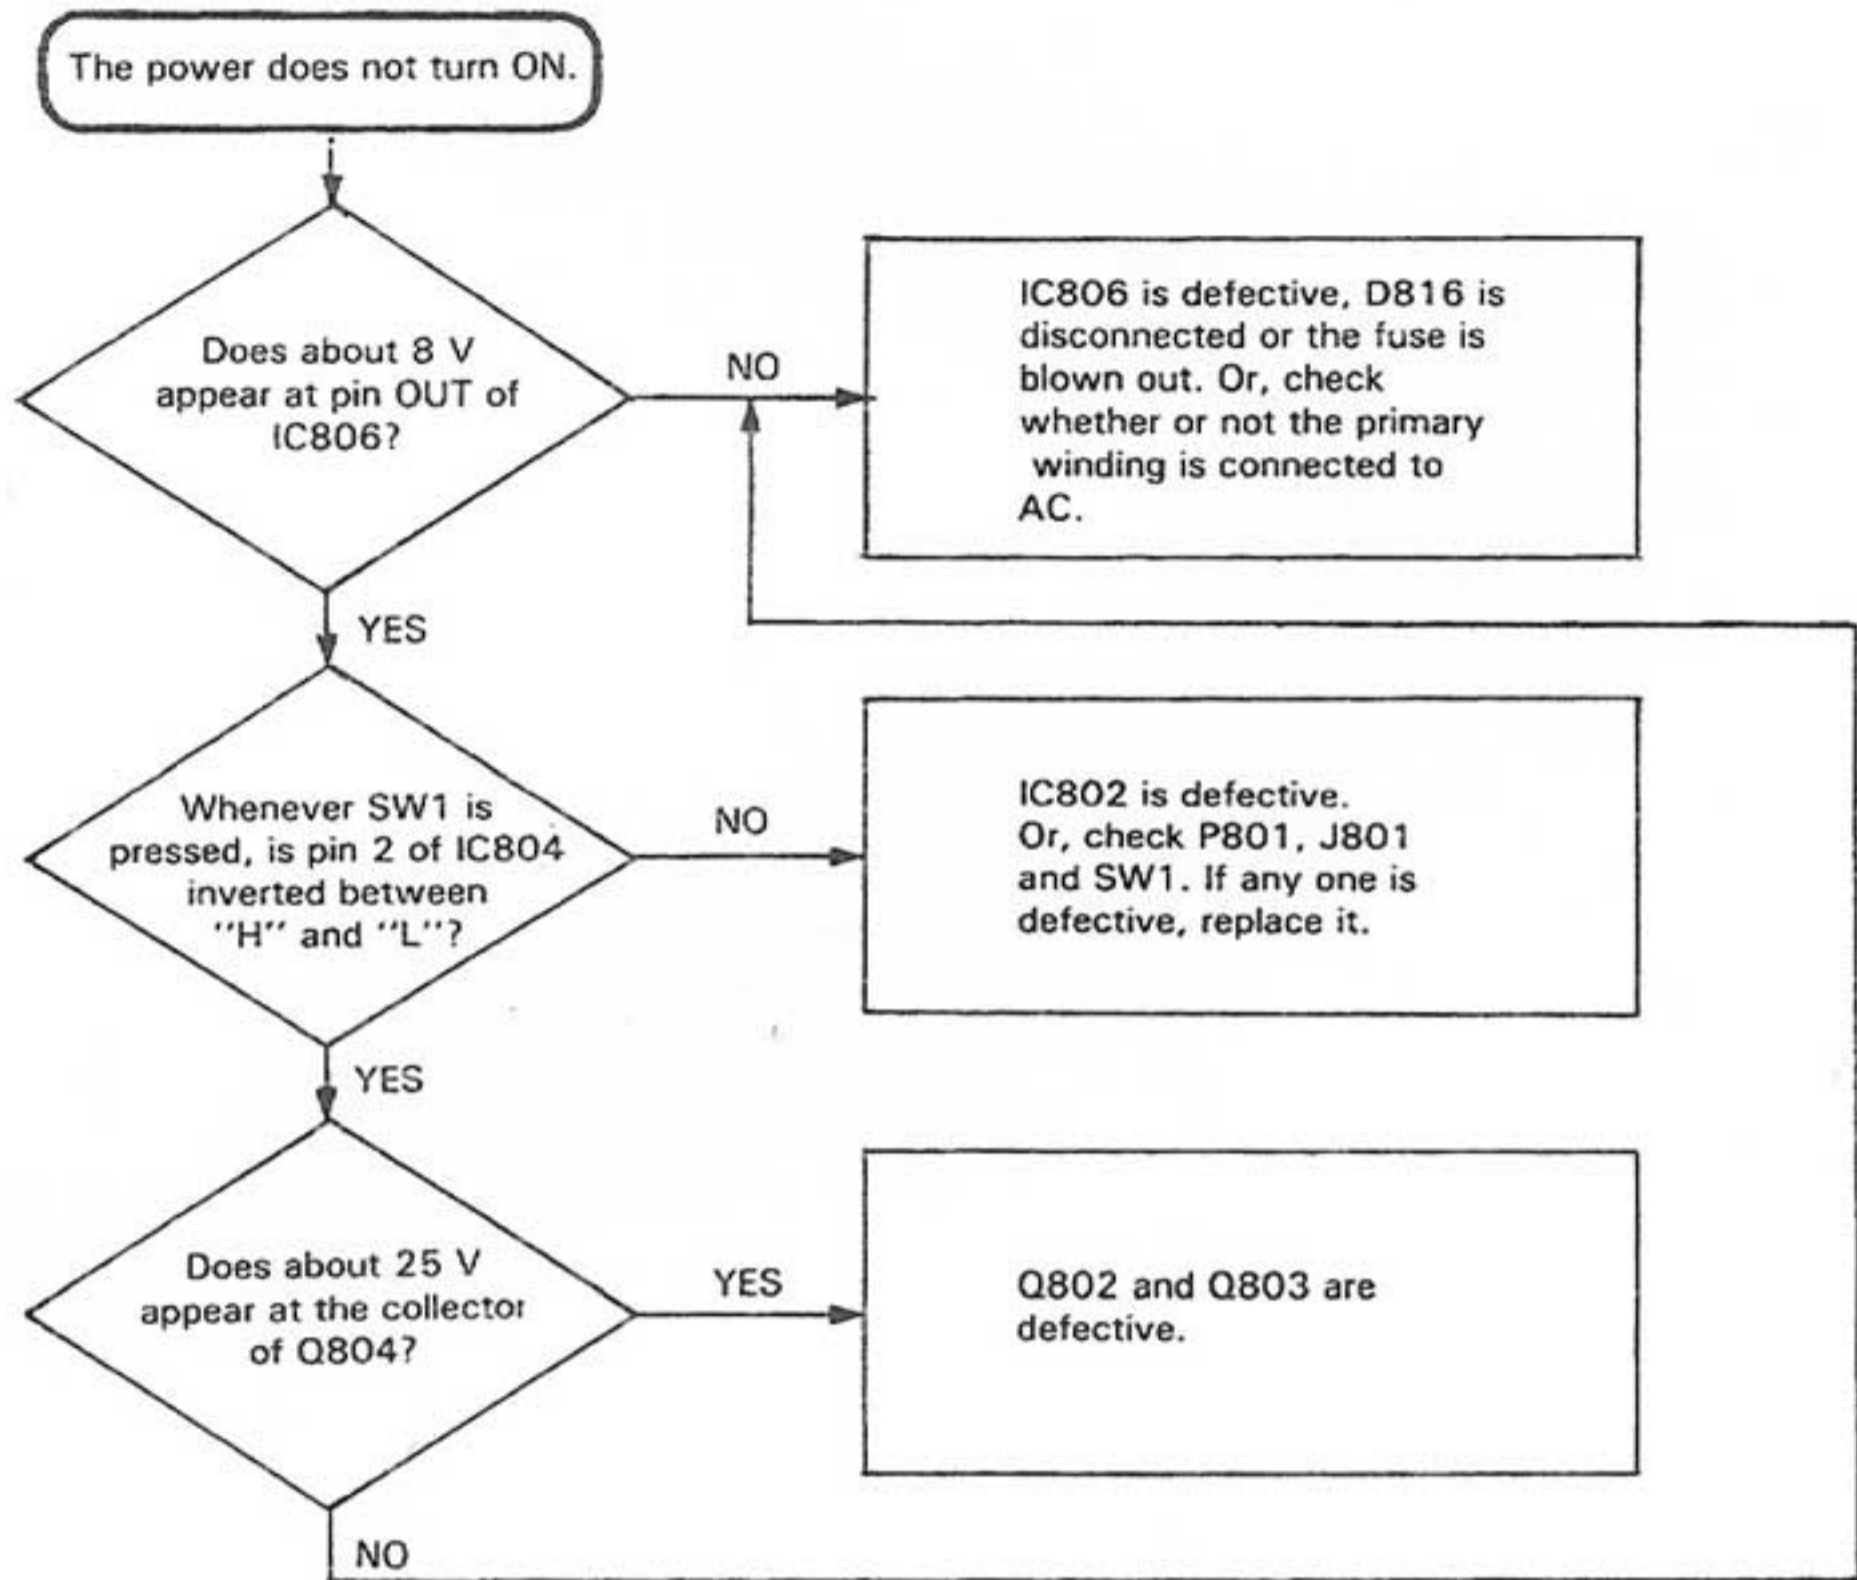 The power does not turn ON.
Does about 8 V
appear at pin OUT of
IC806?
NO
IC806 is defective, D816 is
disconnected or the fuse is
blown out. Or, check
whether or not the primary
winding is connected to
AC.
YES
Whenever SW1 is
pressed, is pin 2 of IC804
inverted between
"H" and "L"?
NO
IC802 is defective.
Or, check P801, J801
and SW1. If any one is
defective, replace it.
YES
Does about 25 V
appear at the collector
of Q804?
YES
Q802 and Q803 are
defective.
NO